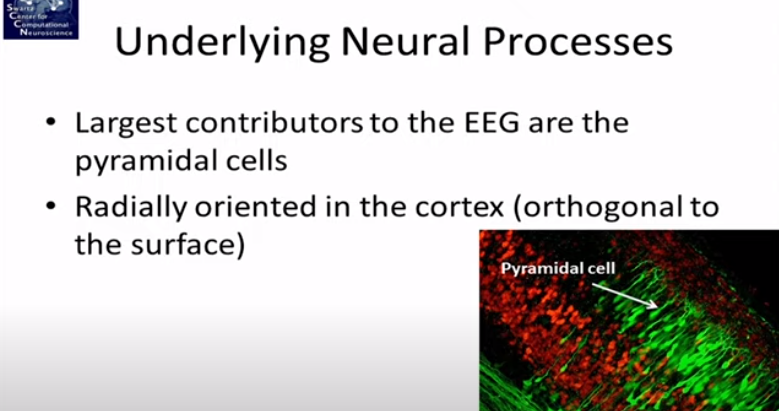 Swartz
Center for
Computational
Neuroscience
Underlying Neural Processes
• Largest contributors to the EEG are the
pyramidal cells
• Radially oriented in the cortex (orthogonal to
the surface)
Pyramidal cell